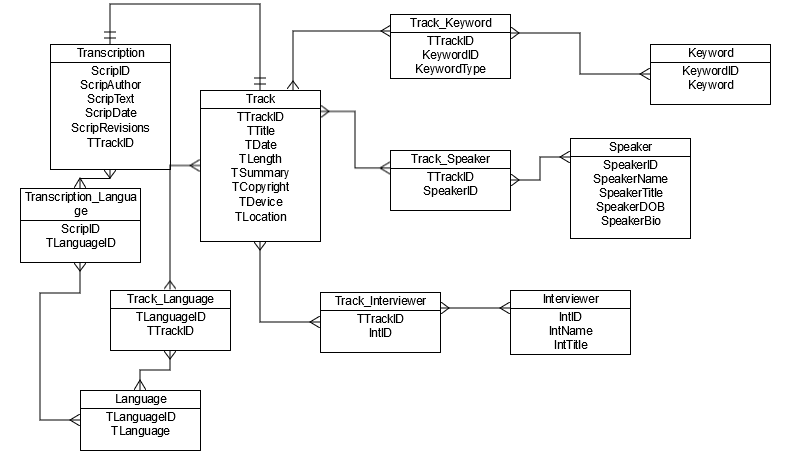 Transcription
ScripID
ScripAuthor
ScripText
ScripDate
ScripRevisions
TTrackID
Track
TTrackID
TTitle
TDate
TLength
TSummary
TCopyright
TDevice
TLocation
Track_Keyword
TTrackID
KeywordID
KeywordType
Keyword
KeywordID
Keyword
Track_Speaker
TTrackID
SpeakerID
Speaker
SpeakerID
SpeakerName
SpeakerTitle
SpeakerDOB
SpeakerBio
Transcription_Langua
ge
ScripID
TLanguageID
Track_Language
TLanguageID
TTrackID
Track_Interviewer
TTrackID
IntID
Interviewer
IntID
IntName
IntTitle
Language
TLanguageID
TLanguage